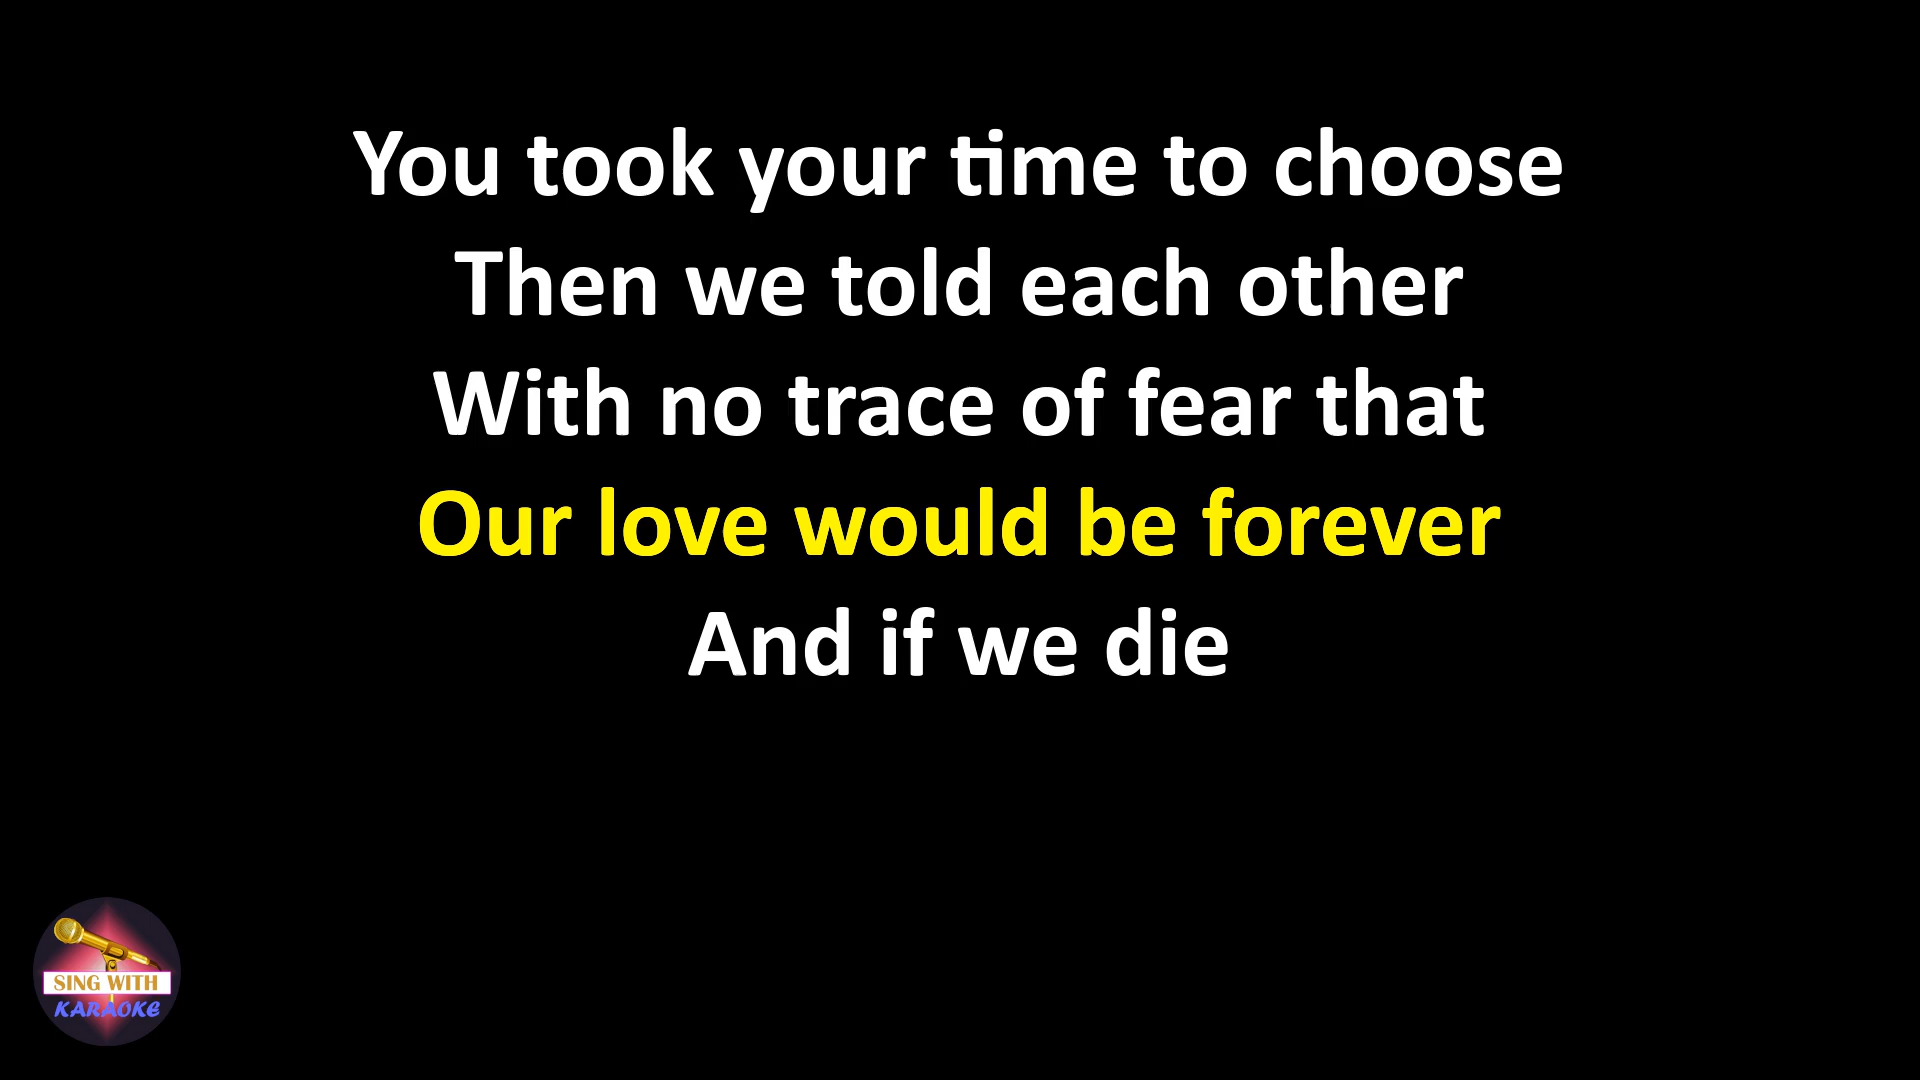 You took your time to choose
Then we told each other
With no trace of fear that
Our love would be forever
And if we die
SING WITH
KARAOKE